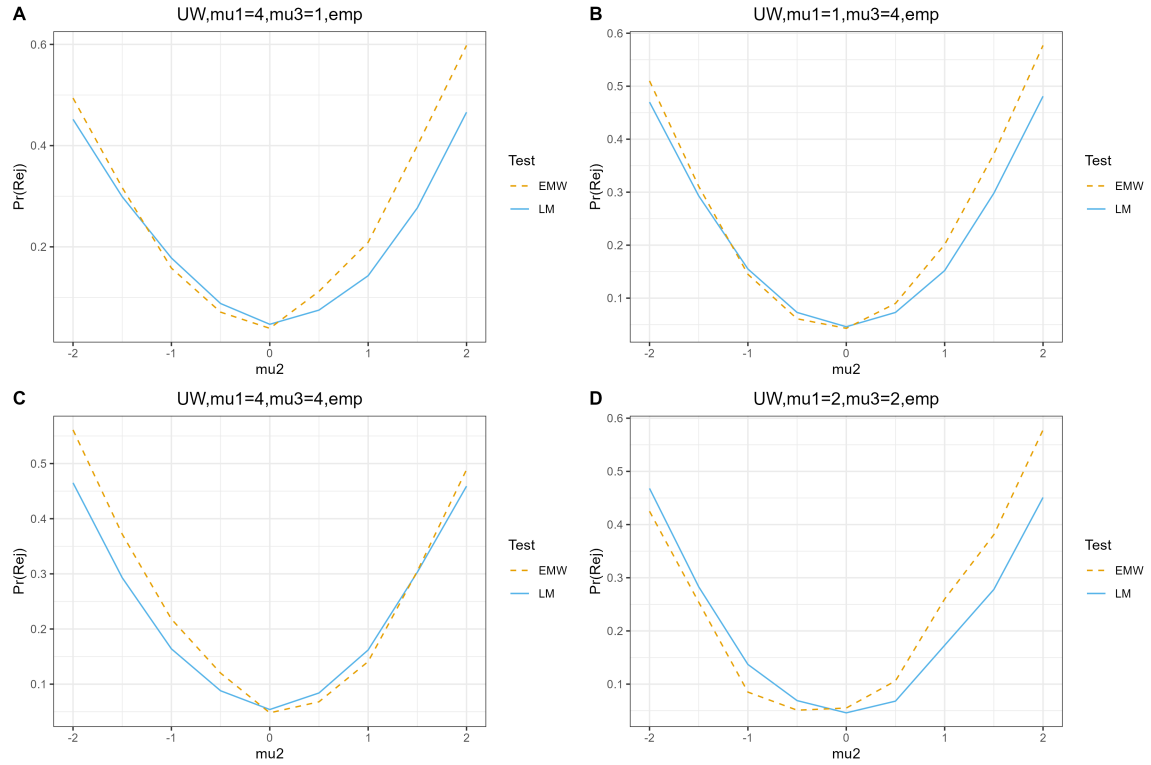 A
UW,mu1=4,mu3=1,emp
Pr(Rej)
0.6
0.4
0.2
-2 -1 0 1 2
mu2
Test
EMW
LM
B
UW,mu1=1,mu3=4,emp
Pr(Rej)
0.6
0.5
0.4
0.3
0.2
0.1
-2 -1 0 1 2
mu2
Test
EMW
LM
C
UW,mu1=4,mu3=4,emp
Pr(Rej)
0.5
0.4
0.3
0.2
0.1
-2 -1 0 1 2
mu2
Test
EMW
LM
D
UW,mu1=2,mu3=2,emp
Pr(Rej)
0.6
0.5
0.4
0.3
0.2
0.1
-2 -1 0 1 2
mu2
Test
EMW
LM